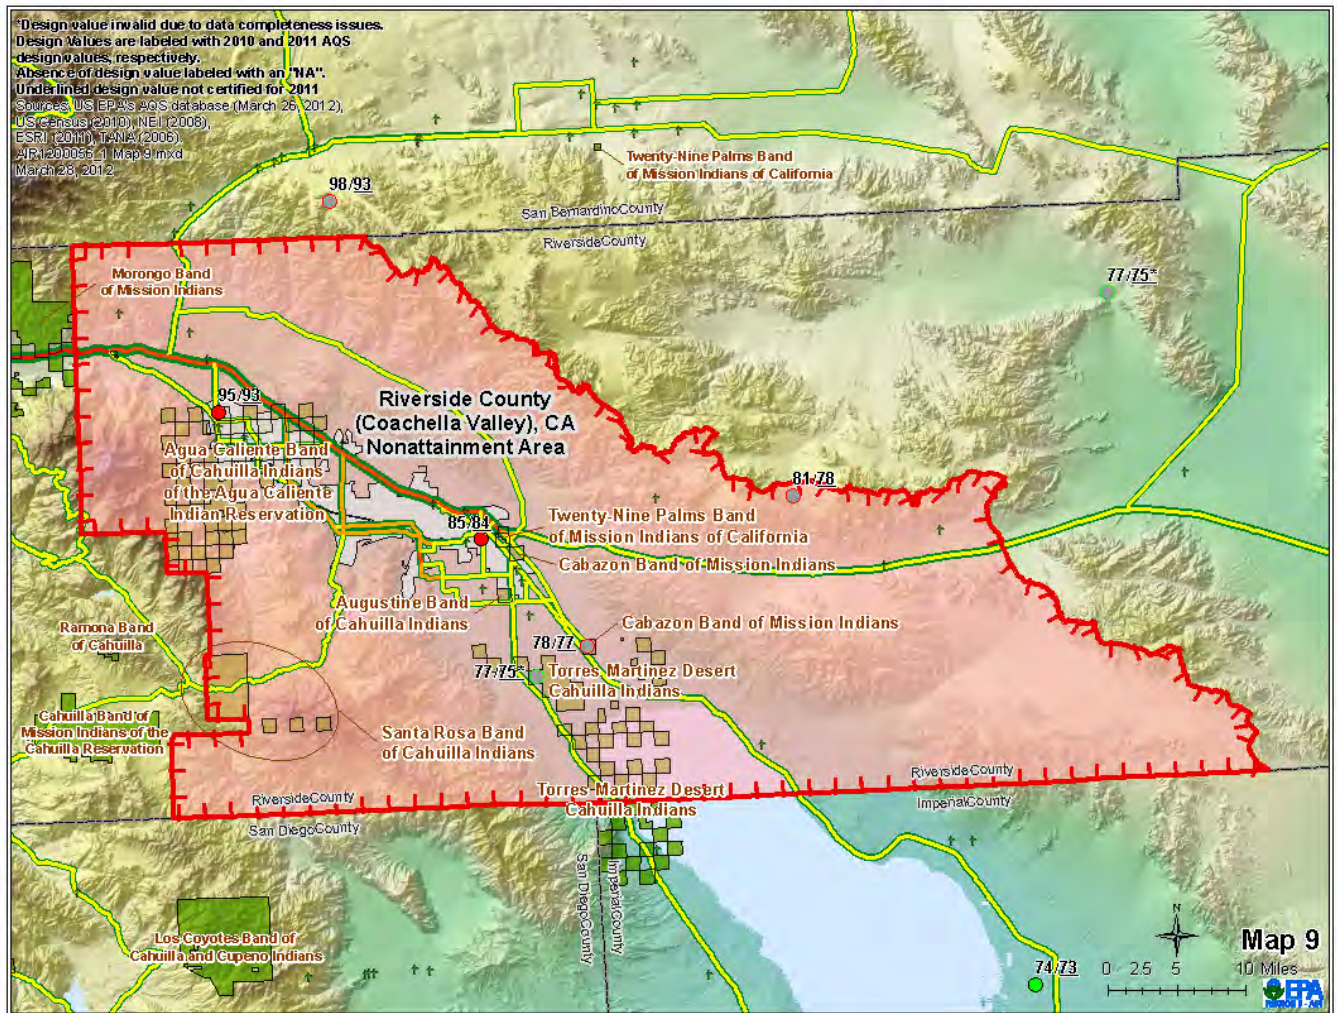 *Design value invalid due to data completeness issues.
Design Values are labeled with 2010 and 2011 AQS
design values, respectively.
Absence of design value labeled with an "NA".
Underlined design value not certified for 2011
Sources: US EPA's AQS database (March 26, 2012),
US Census (2010), NEI (2008),
ESRI (2011), TANA (2006).
AIR1200056_1 Map 9.mxd
March 28, 2012
Twenty-Nine Palms Band
of Mission Indians of California
98/93
San Bernardino County
Riverside County
Morongo Band
of Mission Indians
77/75*
95/93
Riverside County
(Coachella Valley), CA
Nonattainment Area
Agua Caliente Band
of Cahuilla Indians
of the Agua Caliente
Indian Reservation
81/78
85/84
Twenty-Nine Palms Band
of Mission Indians of California
Cabazon Band of Mission Indians
Augustine Band
of Cahuilla Indians
Cabazon Band of Mission Indians
Ramona Band
of Cahuilla
78/77
77/75*
Torres Martinez Desert
Cahuilla Indians
Cahuilla Band of
Mission Indians of the
Cahuilla Reservation
Santa Rosa Band
of Cahuilla Indians
Riverside County
Riverside County
Torres Martinez Desert
Cahuilla Indians
Imperial County
San Diego County
San Diego County
Imperial County
Los Coyotes Band of
Cahuilla and Cupeno Indians
N
Map 9
74/73
0 2.5 5 10 Miles
EPA